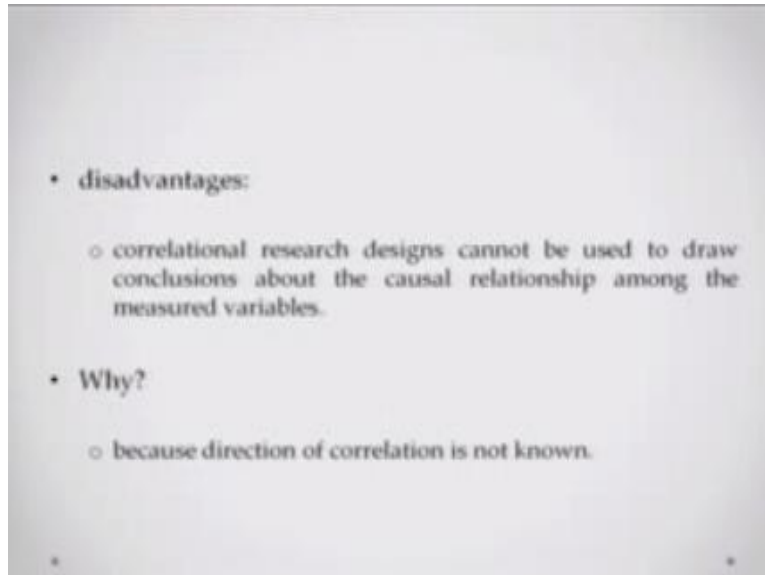 • disadvantages:
o correlational research designs cannot be used to draw
conclusions about the causal relationship among the
measured variables.
• Why?
o because direction of correlation is not known.